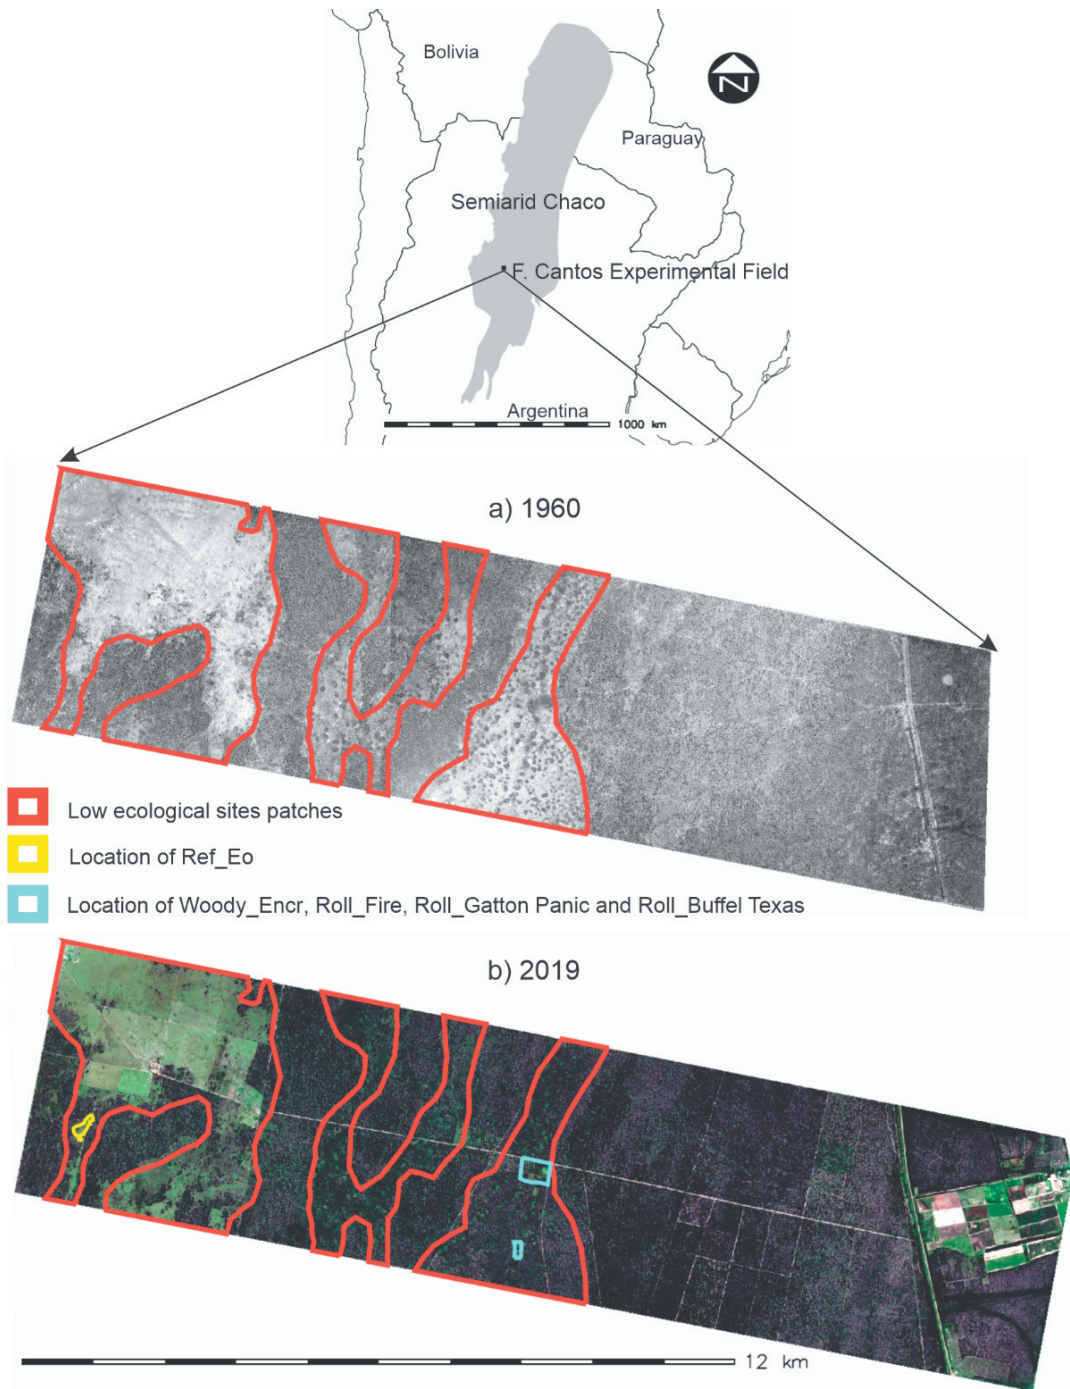 Bolivia
N
Paraguay
Semiarid Chaco
F. Cantos Experimental Field
Argentina
1000 km
a) 1960
Low ecological sites patches
Location of Ref_Eo
Location of Woody_Encr, Roll_Fire, Roll_Gatton Panic and Roll_Buffel Texas
b) 2019
12 km